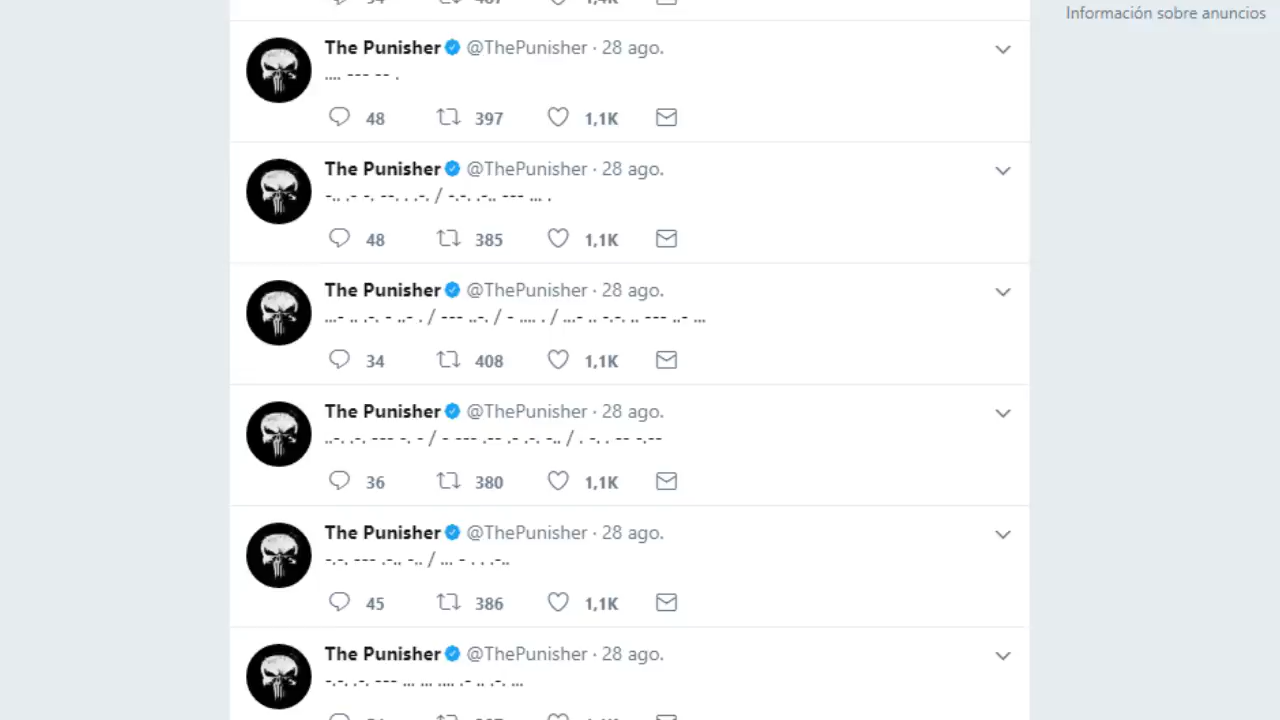 Información sobre anuncios
The Punisher @ThePunisher · 28 ago.
.... --- -- .
48 397 1,1K
The Punisher @ThePunisher · 28 ago.
-.. .- -. --. . .-. / -.-. .-.. --- ... .
48 385 1,1K
The Punisher @ThePunisher · 28 ago.
...- .. .-. - ..- . / --- ..-. / - .... . / ...- .. -.-. .. --- ..- ...
34 408 1,1K
The Punisher @ThePunisher · 28 ago.
..-. .-. --- -. - / - --- .-- .- .-. -.. / . -. . -- -.--
36 380 1,1K
The Punisher @ThePunisher · 28 ago.
-.-. --- .-.. -.. / ... - . . .-..
45 386 1,1K
The Punisher @ThePunisher · 28 ago.
-.-. .-. --- ... ... .... .- .. .-. ...